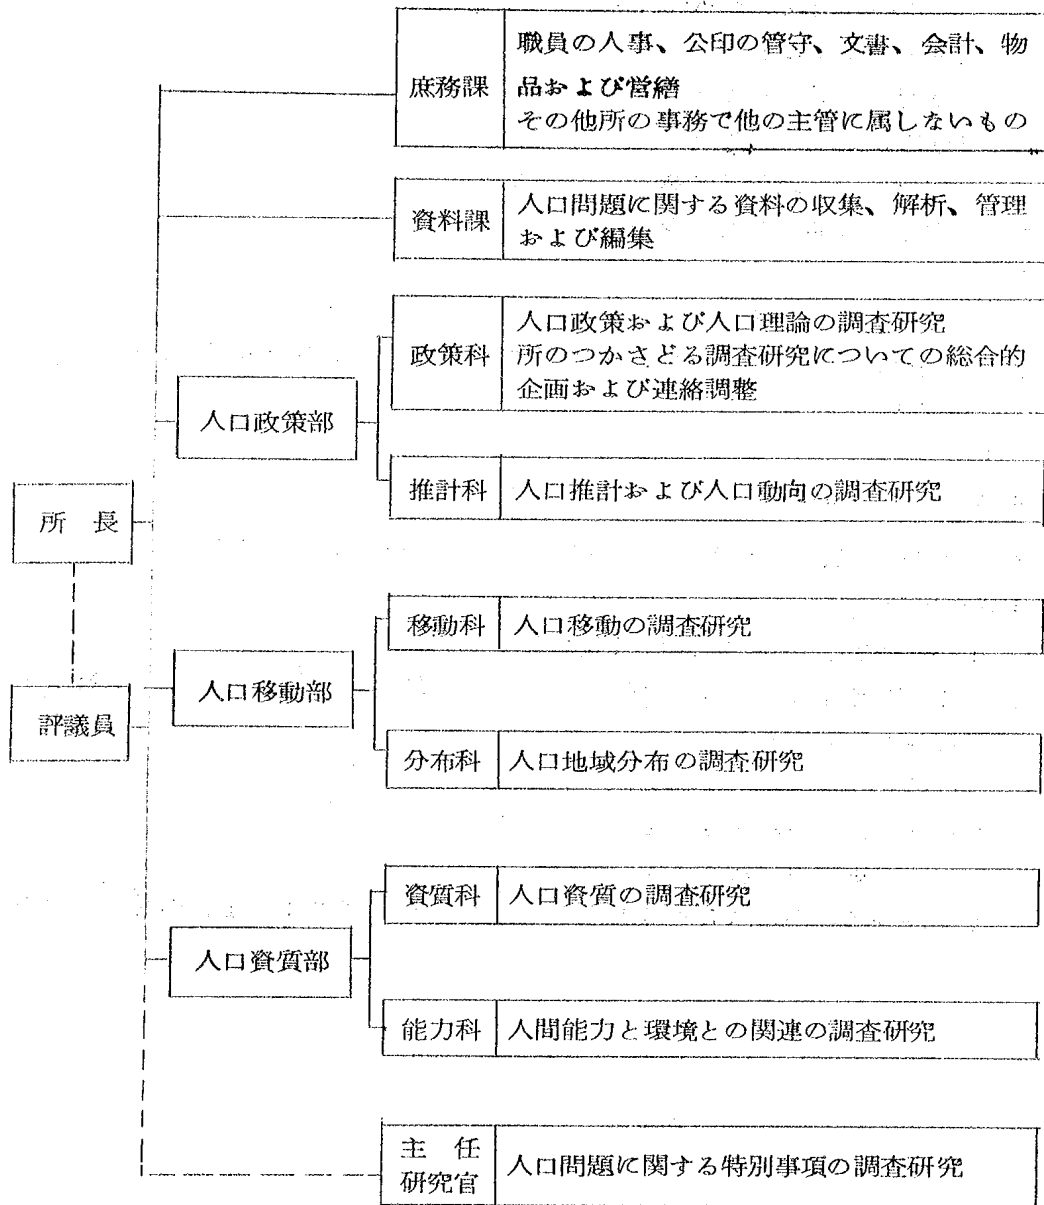 庶務課
職員の人事、公印の管守、文書、会計、物
品および営繕
その他所の事務で他の主管に属しないもの
資料課
人口問題に関する資料の収集、解析、管理
および編集
人口政策部
政策科
人口政策および人口理論の調査研究
所のつかさどる調査研究についての総合的
企画および連絡調整
推計科
人口推計および人口動向の調査研究
所 長
評議員
人口移動部
移動科
人口移動の調査研究
分布科
人口地域分布の調査研究
人口資質部
資質科
人口資質の調査研究
能力科
人間能力と環境との関連の調査研究
主 任
研究官
人口問題に関する特別事項の調査研究